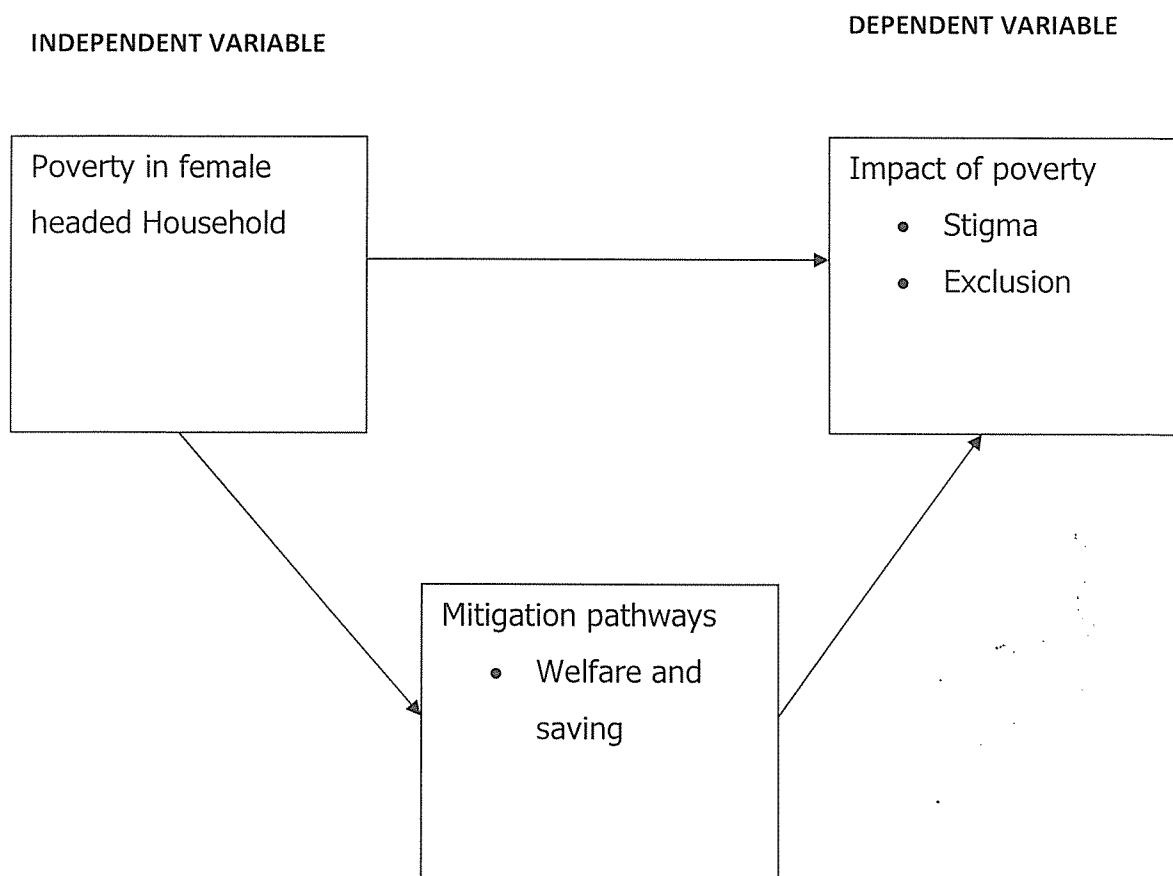 INDEPENDENT VARIABLE
DEPENDENT VARIABLE
Poverty in female
headed Household
Impact of poverty
• Stigma
• Exclusion
Mitigation pathways
• Welfare and
saving